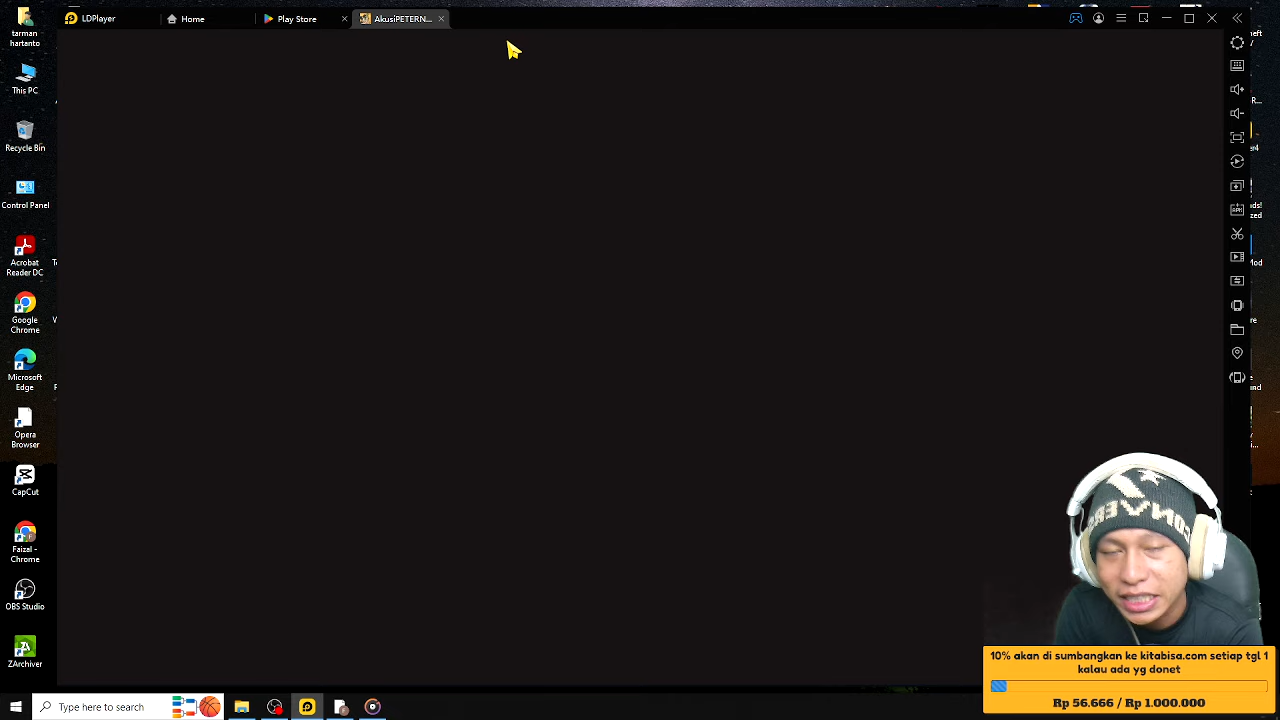 LDPlayer
Home
Play Store
AkusiPETERN...
tarman
hartanto
This PC
Recycle Bin
Control Panel
Acrobat
Reader DC
Google
Chrome
Microsoft
Edge
Opera
Browser
CapCut
Faizal -
Chrome
OBS Studio
ZArchiver
CONVERS
10% akan di sumbangkan ke kitabisa.com setiap tgl 1
kalau ada yg donet
Rp 56.666 / Rp 1.000.000
Type here to search